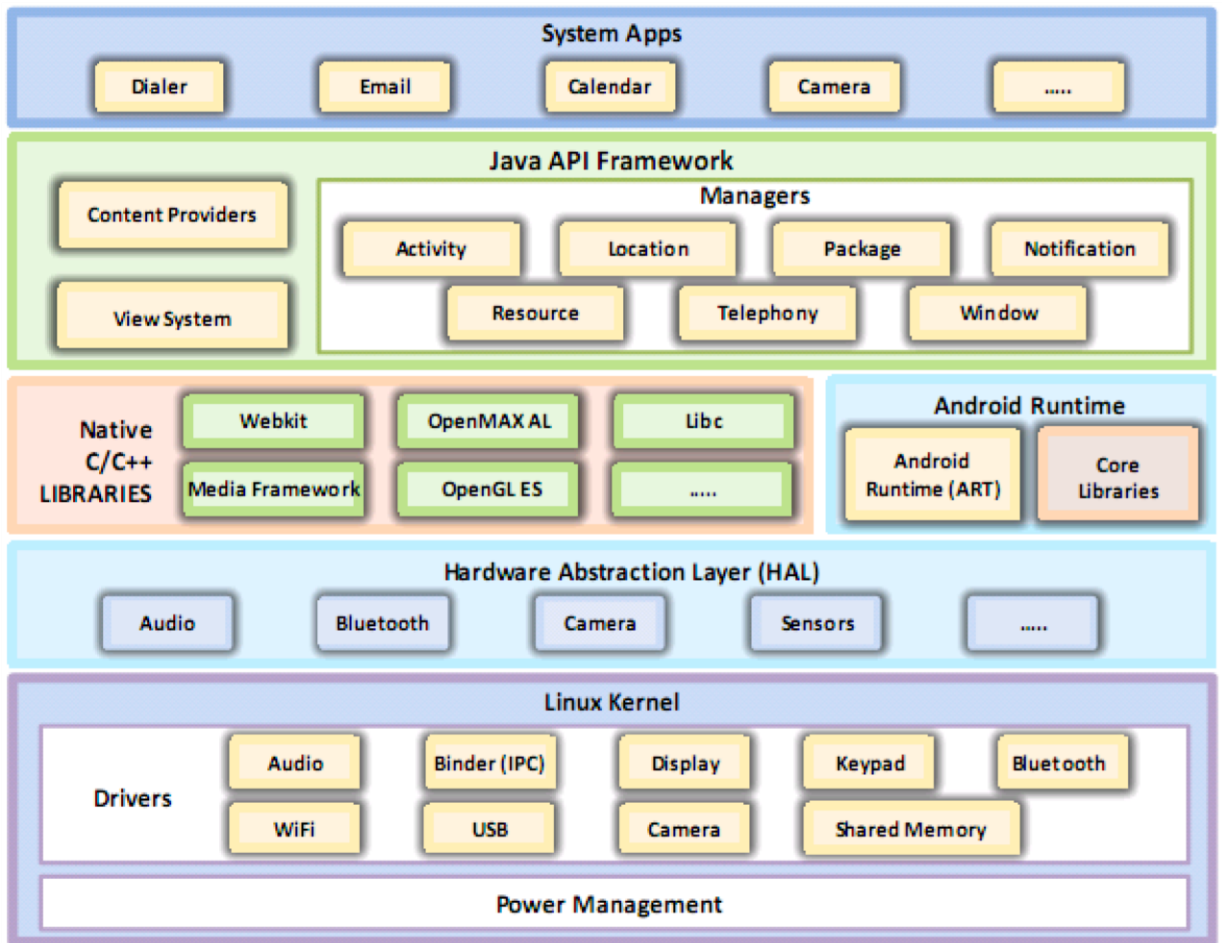 System Apps
Dialer
Email
Calendar
Camera
.....
Java API Framework
Content Providers
View System
Managers
Activity
Location
Package
Notification
Resource
Telephony
Window
Native
C/C++
LIBRARIES
Webkit
OpenMAX AL
Libc
Media Framework
OpenGL ES
.....
Android Runtime
Android
Runtime (ART)
Core
Libraries
Hardware Abstraction Layer (HAL)
Audio
Bluetooth
Camera
Sensors
.....
Linux Kernel
Drivers
Audio
Binder (IPC)
Display
Keypad
Bluetooth
WiFi
USB
Camera
Shared Memory
Power Management